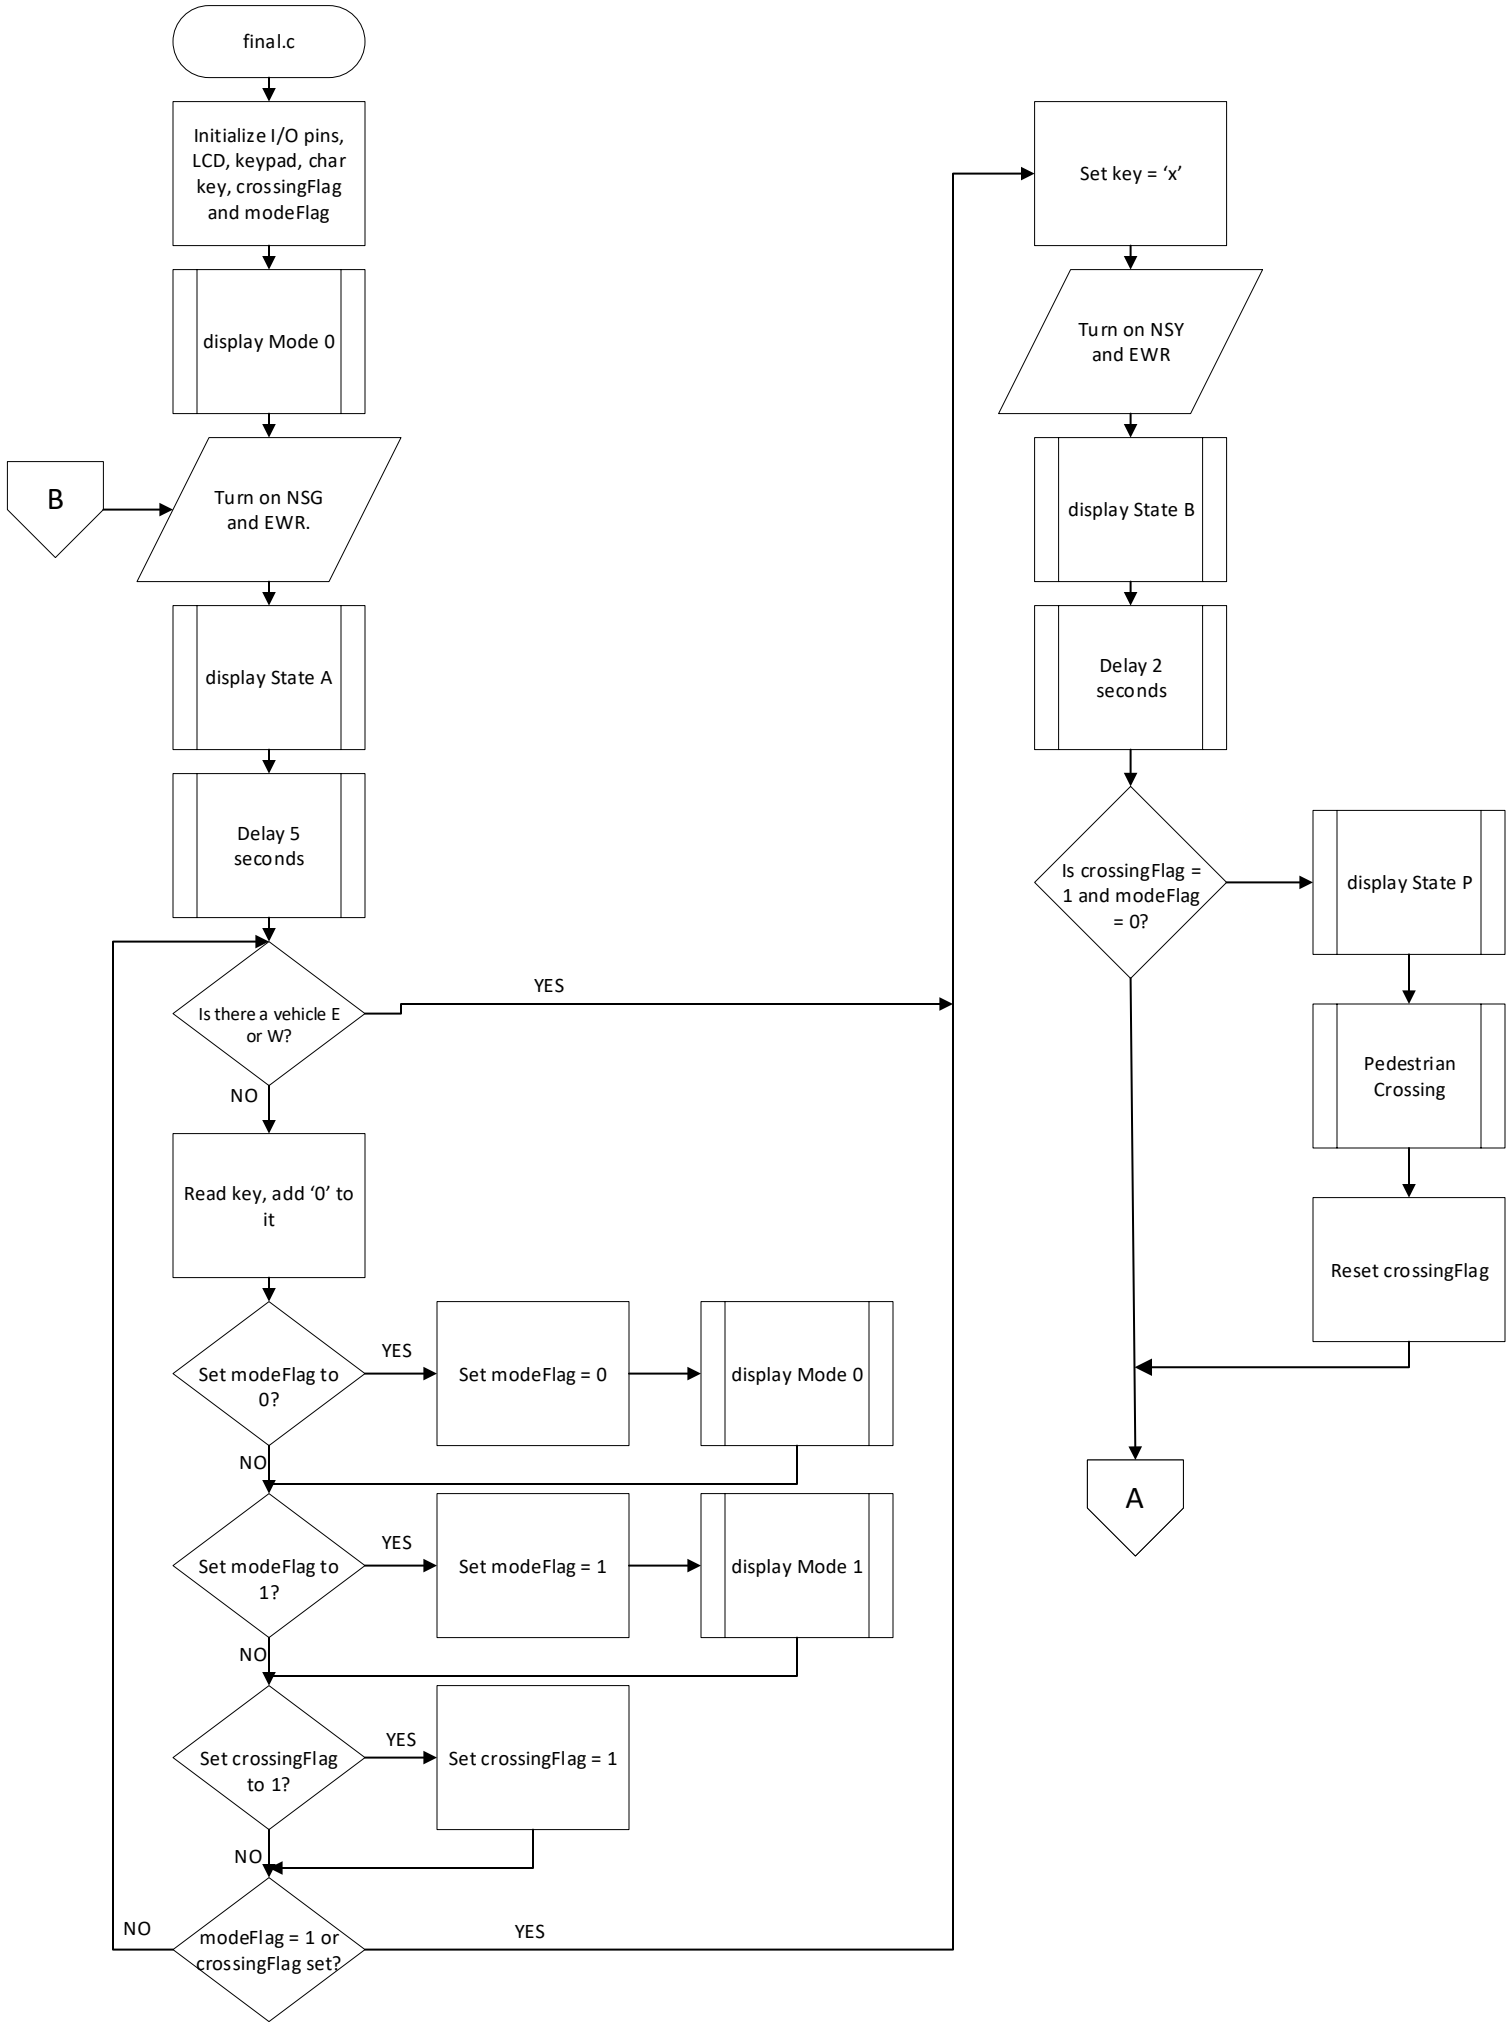 final.c
Initialize I/O pins,
LCD, keypad, char
key, crossingFlag
and modeFlag
display Mode 0
B
Turn on NSG
and EWR.
display State A
Delay 5
seconds
Is there a vehicle E
or W?
YES
NO
Read key, add ‘0’ to
it
Set modeFlag to
0?
YES
Set modeFlag = 0
display Mode 0
NO
Set modeFlag to
1?
YES
Set modeFlag = 1
display Mode 1
NO
Set crossingFlag
to 1?
YES
Set crossingFlag = 1
NO
modeFlag = 1 or
crossingFlag set?
NO
YES
Set key = ‘x’
Turn on NSY
and EWR
display State B
Delay 2
seconds
Is crossingFlag =
1 and modeFlag
= 0?
display State P
Pedestrian
Crossing
Reset crossingFlag
A